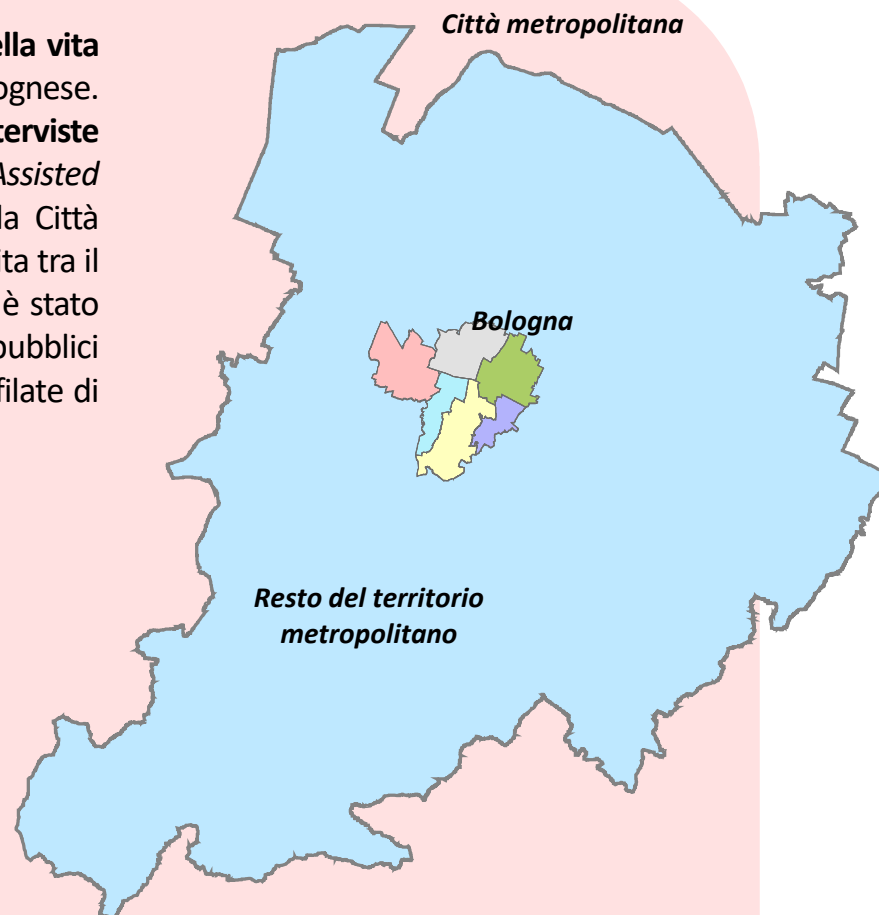 Città metropolitana
ella vita
ognese.
terviste
Assisted
la Città
ita tra il
è stato
pubblici
filate di
Bologna
Resto del territorio
metropolitano